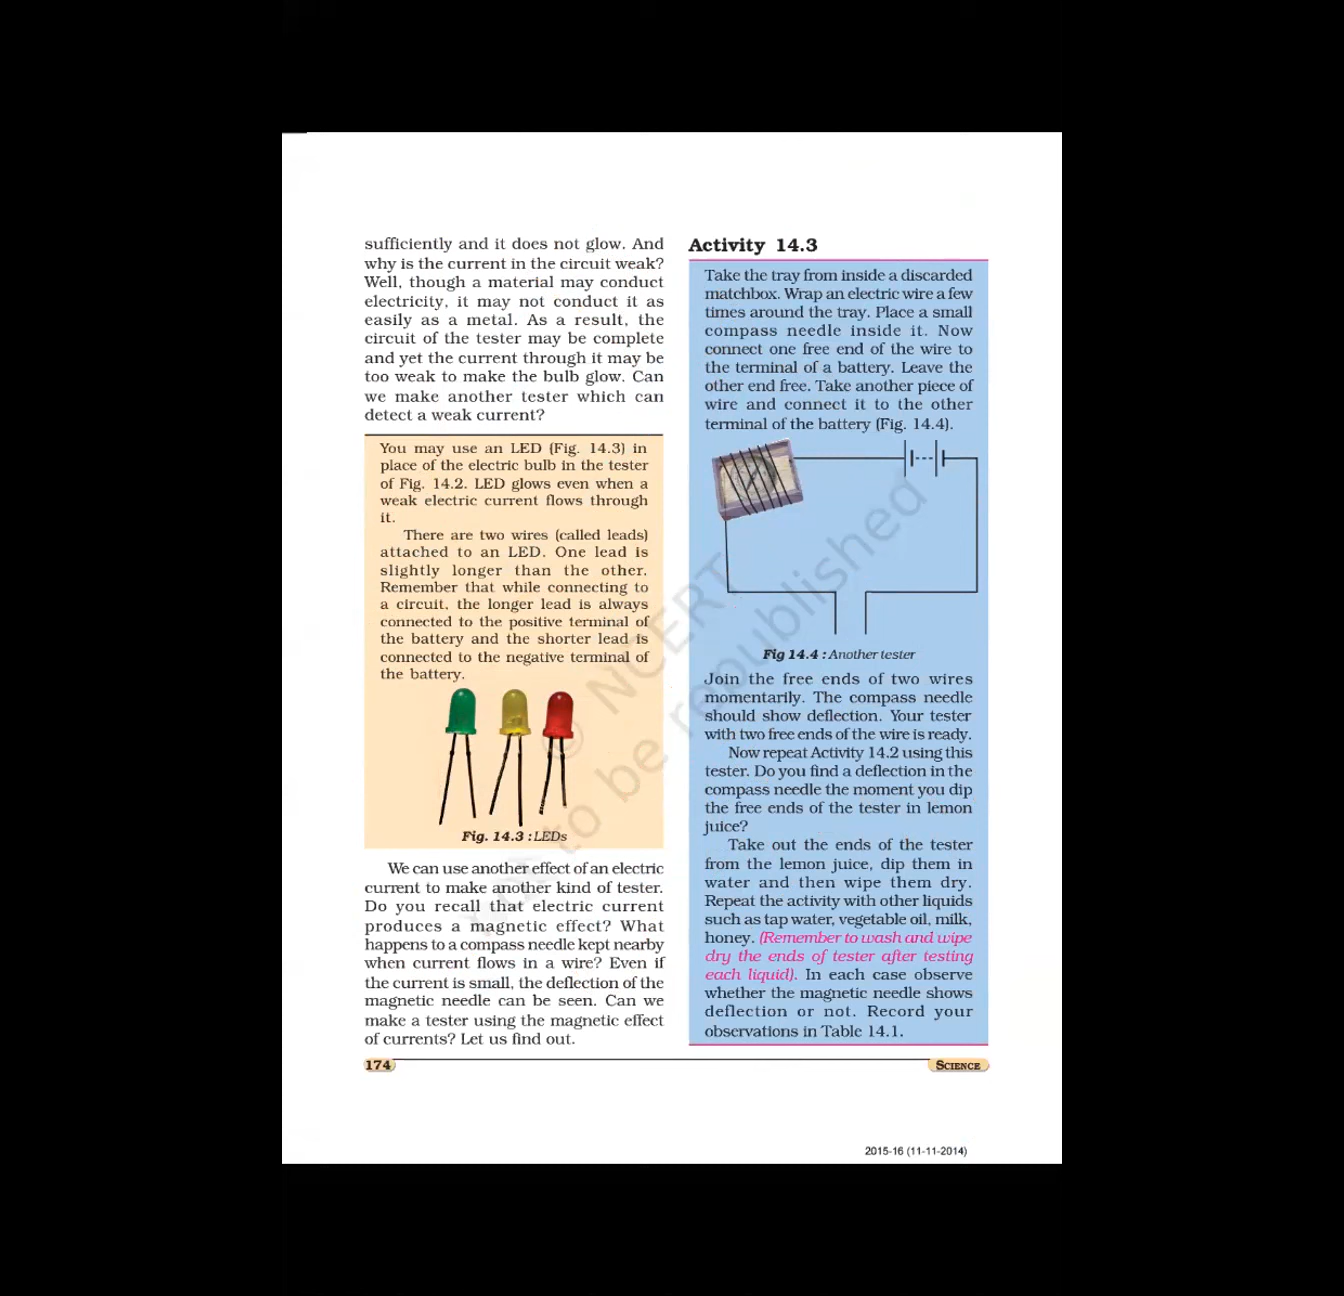 sufficiently and it does not glow. And
why is the current in the circuit weak?
Well, though a material may conduct
electricity, it may not conduct it as
easily as a metal. As a result, the
circuit of the tester may be complete
and yet the current through it may be
too weak to make the bulb glow. Can
we make another tester which can
detect a weak current?
You may use an LED (Fig. 14.3) in
place of the electric bulb in the tester
of Fig. 14.2. LED glows even when a
weak electric current flows through
it.
There are two wires (called leads)
attached to an LED. One lead is
slightly longer than the other.
Remember that while connecting to
a circuit, the longer lead is always
connected to the positive terminal of
the battery and the shorter lead is
connected to the negative terminal of
the battery.
Fig. 14.3 : LEDs
We can use another effect of an electric
current to make another kind of tester.
Do you recall that electric current
produces a magnetic effect? What
happens to a compass needle kept nearby
when current flows in a wire? Even if
the current is small, the deflection of the
magnetic needle can be seen. Can we
make a tester using the magnetic effect
of currents? Let us find out.
Activity 14.3
Take the tray from inside a discarded
matchbox. Wrap an electric wire a few
times around the tray. Place a small
compass needle inside it. Now
connect one free end of the wire to
the terminal of a battery. Leave the
other end free. Take another piece of
wire and connect it to the other
terminal of the battery (Fig. 14.4).
Fig 14.4 : Another tester
Join the free ends of two wires
momentarily. The compass needle
should show deflection. Your tester
with two free ends of the wire is ready.
Now repeat Activity 14.2 using this
tester. Do you find a deflection in the
compass needle the moment you dip
the free ends of the tester in lemon
juice?
Take out the ends of the tester
from the lemon juice, dip them in
water and then wipe them dry.
Repeat the activity with other liquids
such as tap water, vegetable oil, milk,
honey. (Remember to wash and wipe
dry the ends of tester after testing
each liquid). In each case observe
whether the magnetic needle shows
deflection or not. Record your
observations in Table 14.1.
© NCERT
not to be republished
174
SCIENCE
2015-16 (11-11-2014)